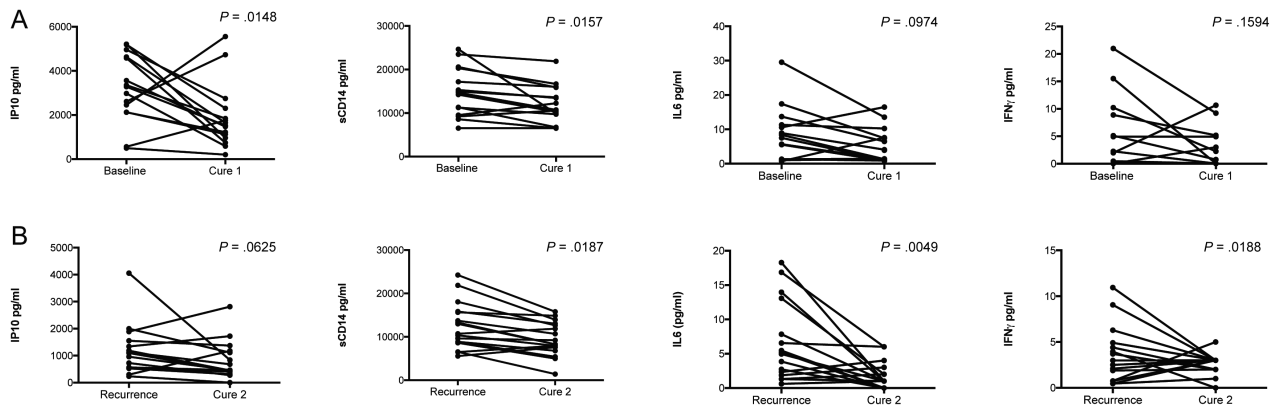 A
P = .0148
IP10 pg/ml
6000
4000
2000
0
Baseline
Cure 1
P = .0157
sCD14 pg/ml
30000
20000
10000
0
Baseline
Cure 1
P = .0974
IL6 pg/ml
40
30
20
10
0
Baseline
Cure 1
P = .1594
IFNγ pg/ml
25
20
15
10
5
0
Baseline
Cure 1
B
P = .0625
IP10 pg/ml
5000
4000
3000
2000
1000
0
Recurrence
Cure 2
P = .0187
sCD14 pg/ml
30000
20000
10000
0
Recurrence
Cure 2
P = .0049
IL6 (pg/ml)
20
15
10
5
0
Recurrence
Cure 2
P = .0188
IFNγ pg/ml
15
10
5
0
Recurrence
Cure 2